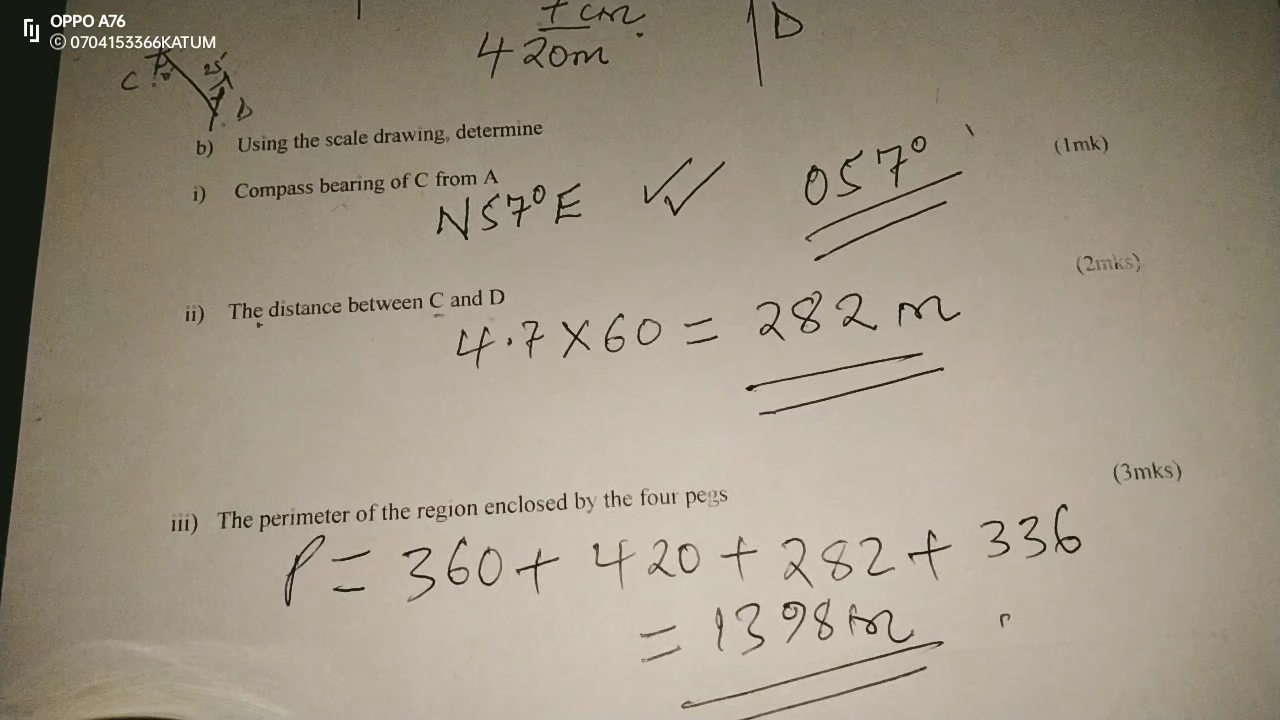 OPPO A76
© 0704153366KATUM
7 cm
420m
D
C
25
D
b) Using the scale drawing, determine
i) Compass bearing of C from A (1mk)
N57°E 057°
ii) The distance between C and D (2mks)
4.7 X 60 = 282 m
iii) The perimeter of the region enclosed by the four pegs (3mks)
P = 360 + 420 + 282 + 336
= 1398m